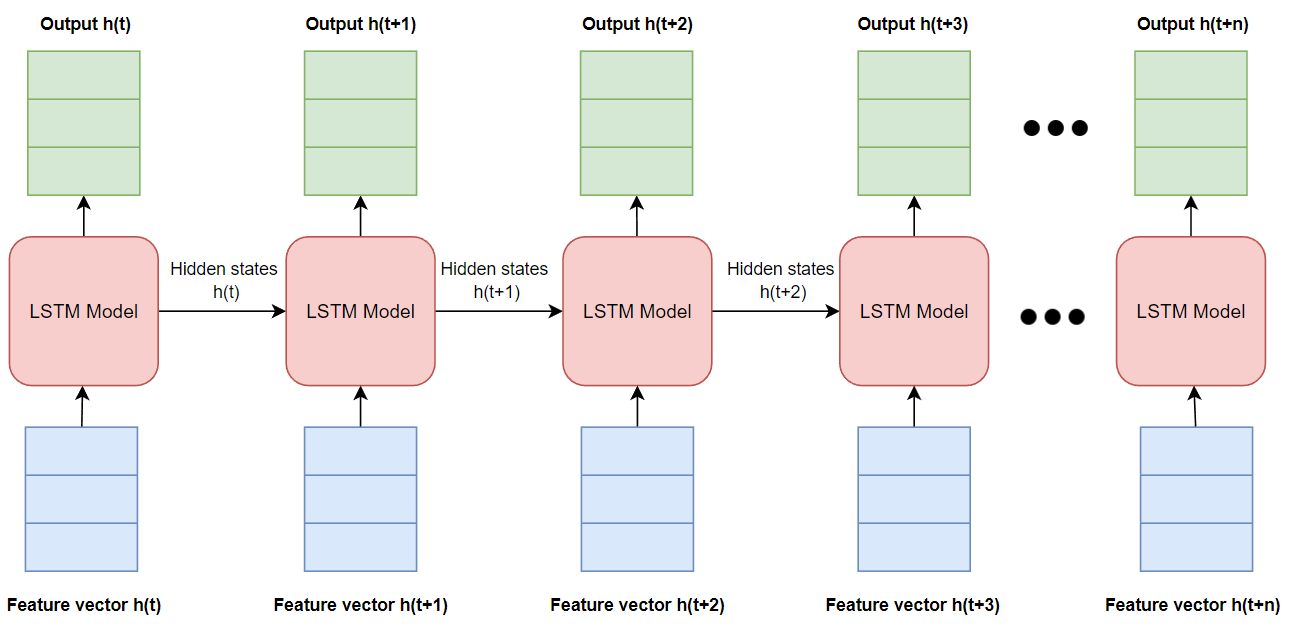 Output h(t)
Output h(t+1)
Output h(t+2)
Output h(t+3)
Output h(t+n)
LSTM Model
Hidden states
h(t)
LSTM Model
Hidden states
h(t+1)
LSTM Model
Hidden states
h(t+2)
LSTM Model
LSTM Model
Feature vector h(t)
Feature vector h(t+1)
Feature vector h(t+2)
Feature vector h(t+3)
Feature vector h(t+n)